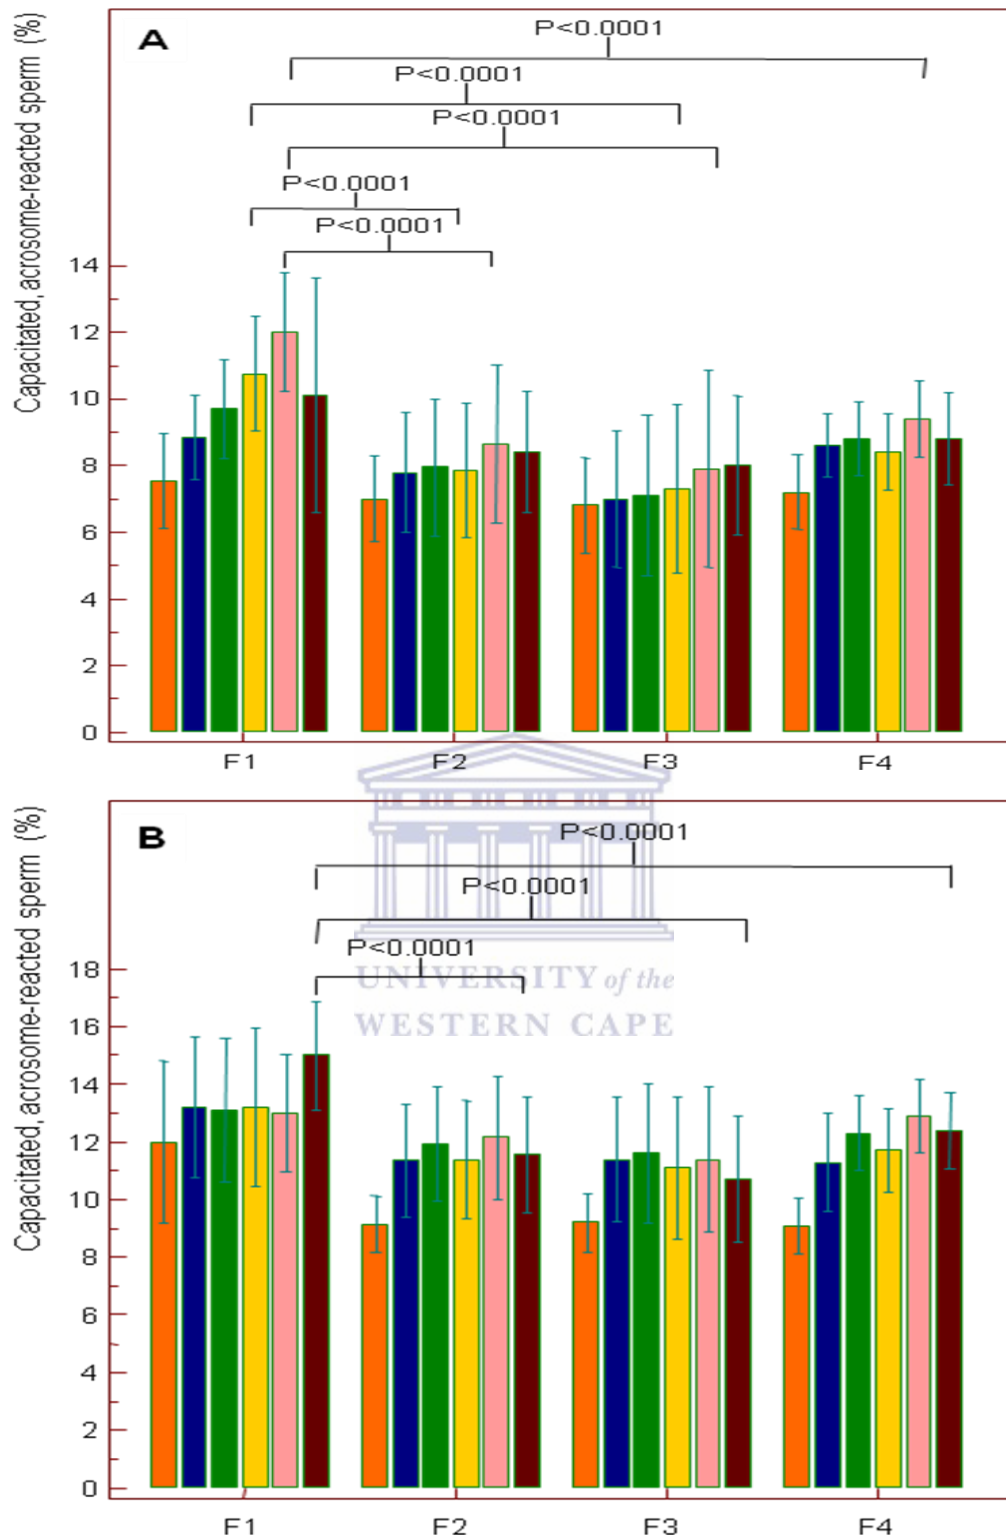 Capacitated, acrosome-reacted sperm (%)
A
P<0.0001
P<0.0001
P<0.0001
P<0.0001
P<0.0001
14
12
10
8
6
4
2
0
F1 F2 F3 F4
Capacitated, acrosome-reacted sperm (%)
B
P<0.0001
P<0.0001
P<0.0001
UNIVERSITY of the
WESTERN CAPE
18
16
14
12
10
8
6
4
2
0
F1 F2 F3 F4